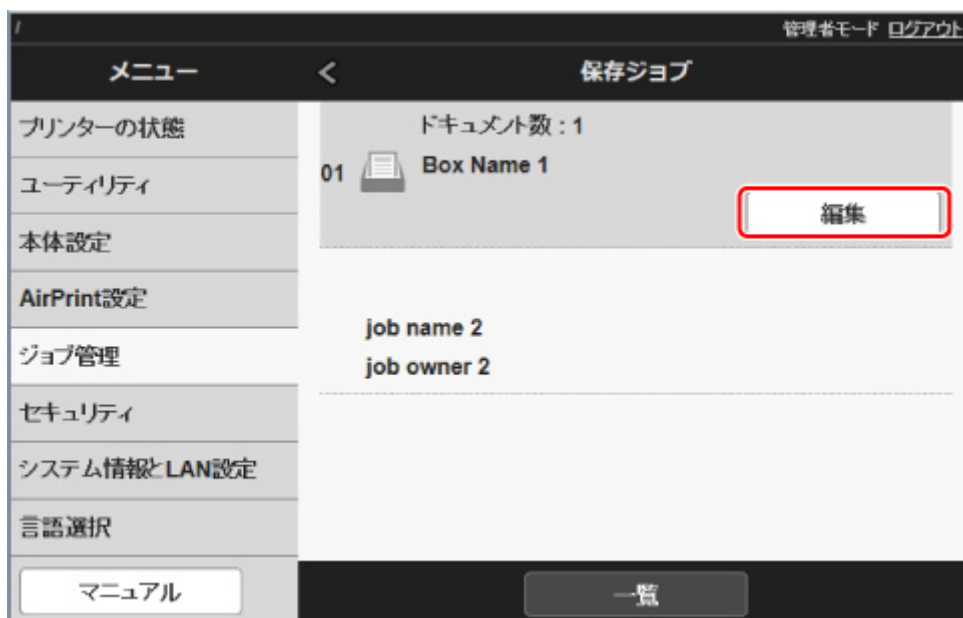 /
管理者モード ログアウト
メニュー
<
保存ジョブ
プリンターの状態
ユーティリティ
本体設定
AirPrint設定
ジョブ管理
セキュリティ
システム情報とLAN設定
言語選択
マニュアル
ドキュメント数：1
01
Box Name 1
編集
job name 2
job owner 2
一覧